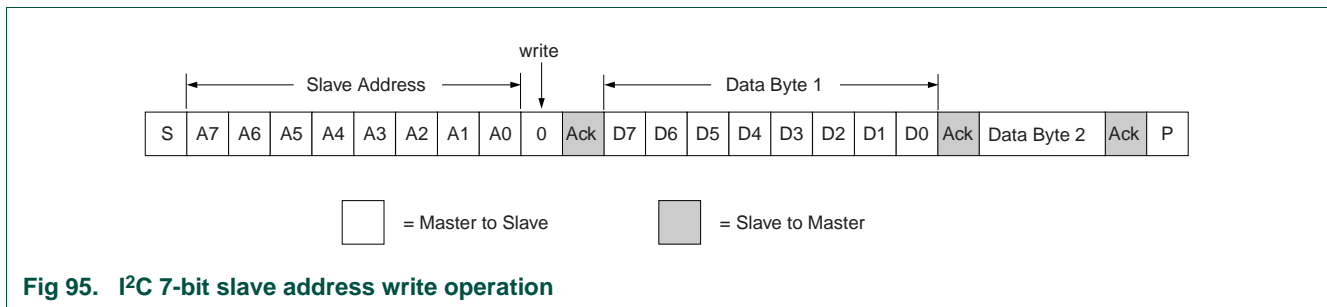 write
Slave Address
Data Byte 1
S A7 A6 A5 A4 A3 A2 A1 A0 0 Ack D7 D6 D5 D4 D3 D2 D1 D0 Ack Data Byte 2 Ack P
= Master to Slave
= Slave to Master
Fig 95. I²C 7-bit slave address write operation